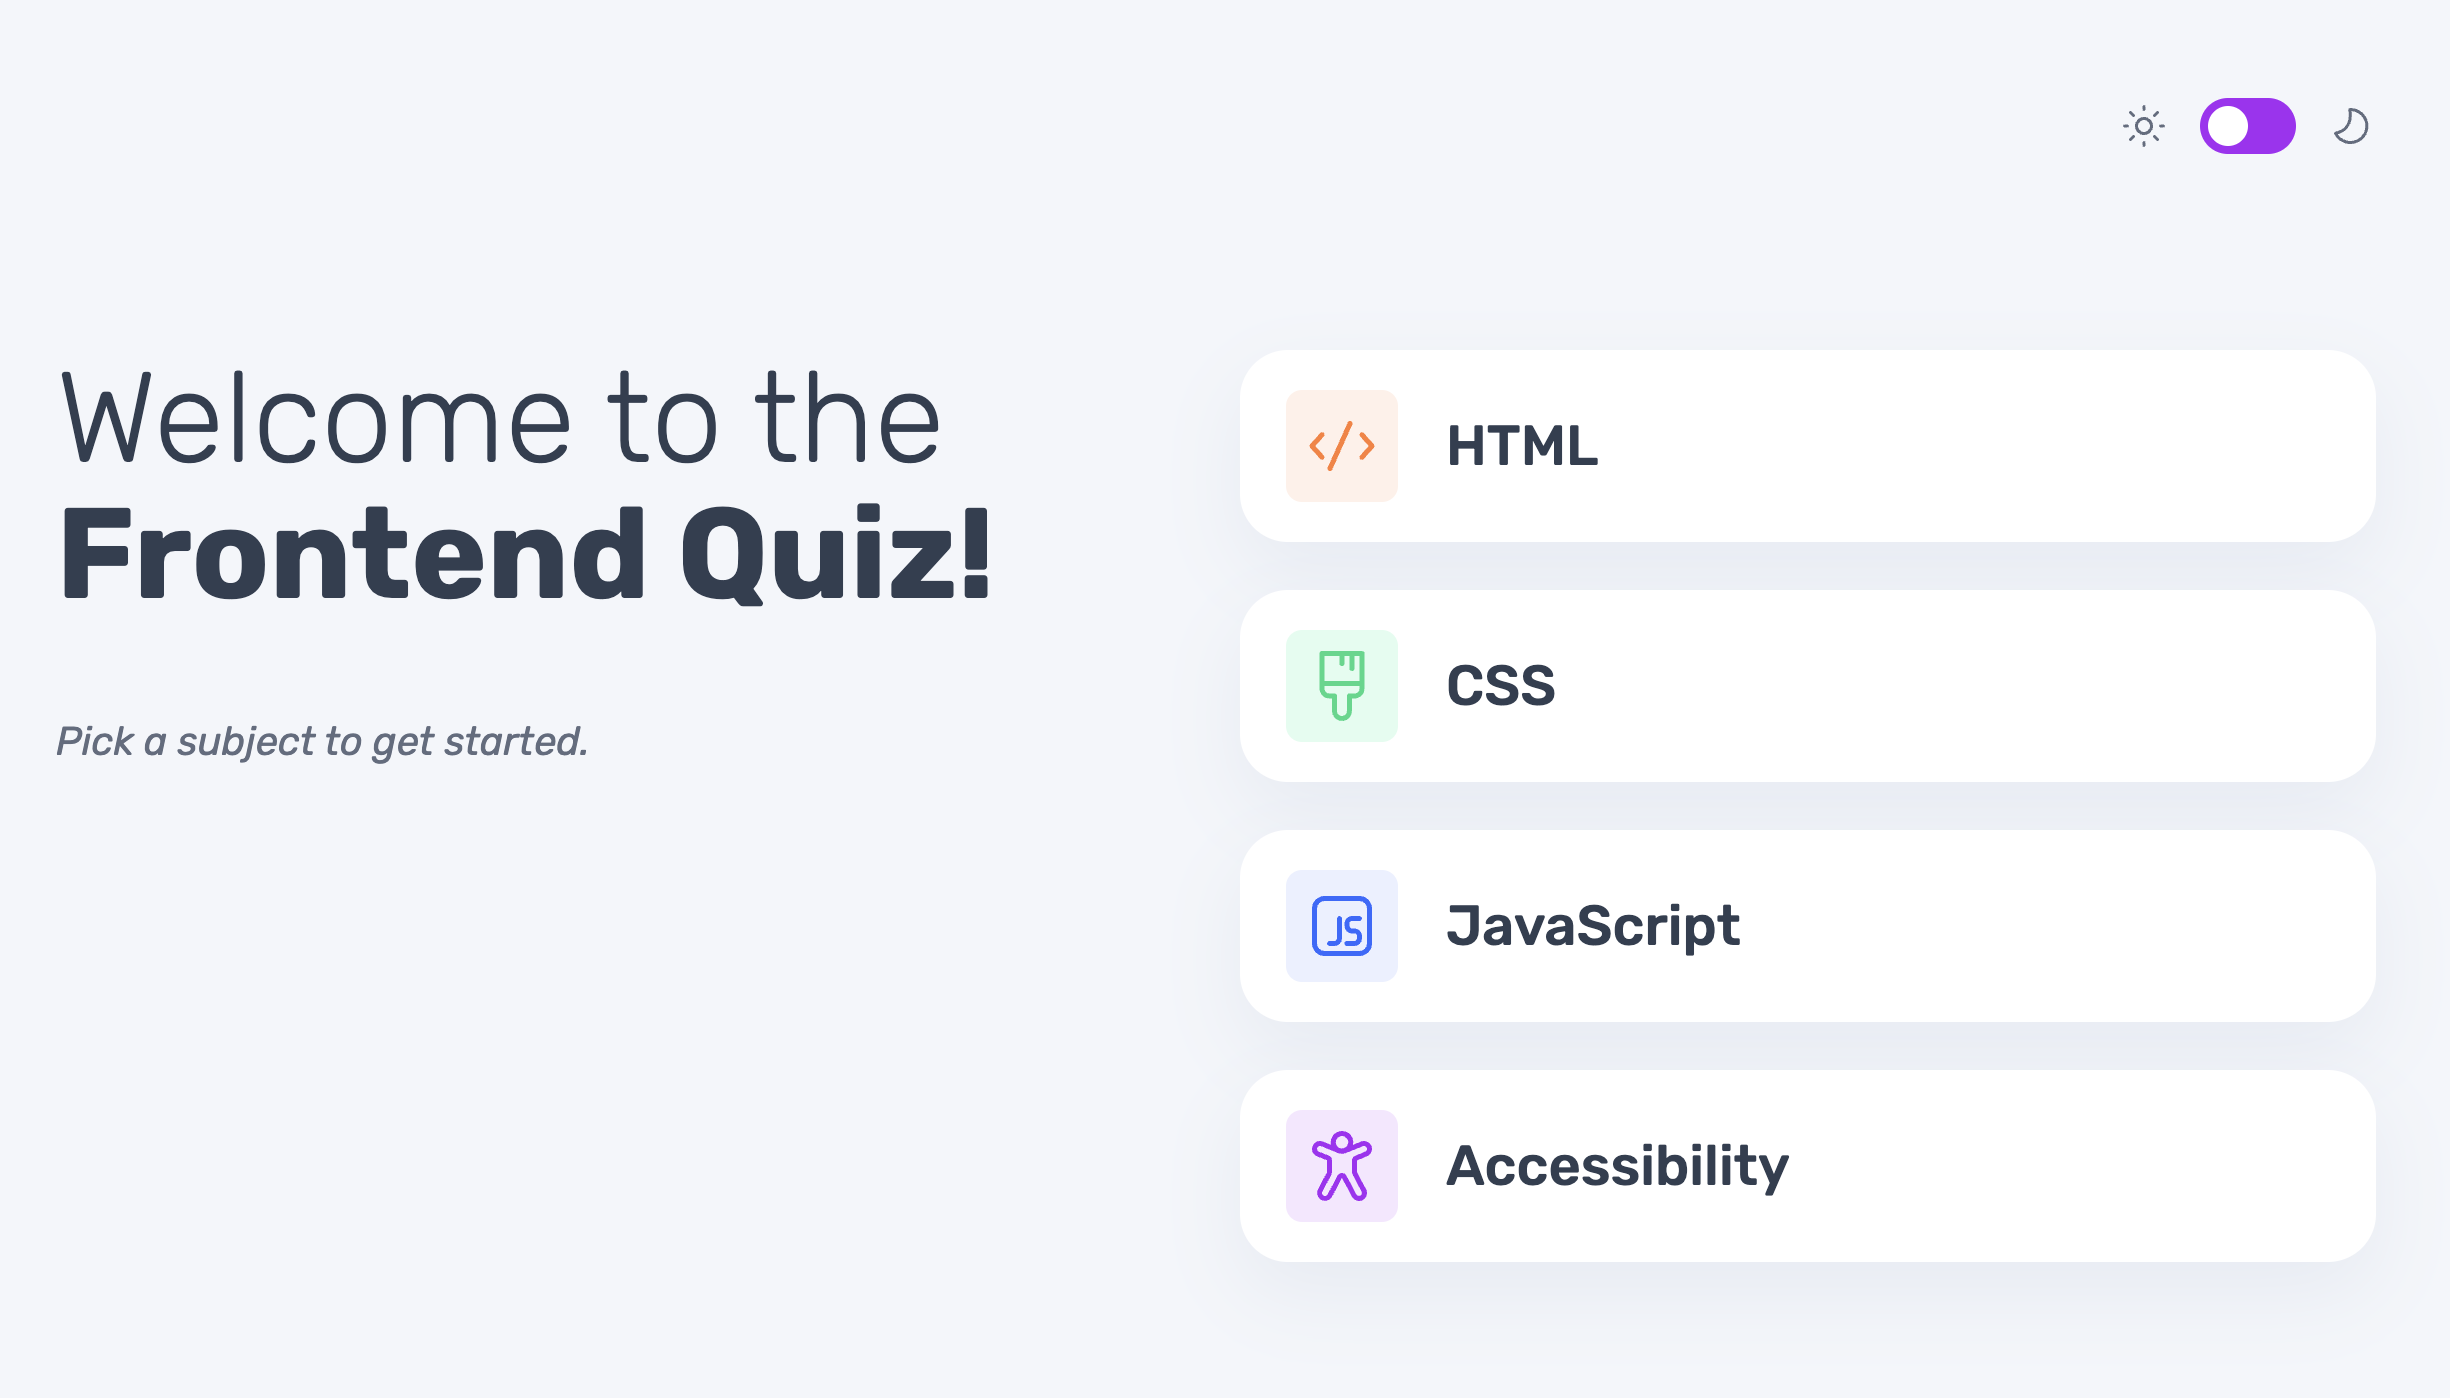 Welcome to the
Frontend Quiz!
Pick a subject to get started.
HTML
CSS
JS
JavaScript
Accessibility